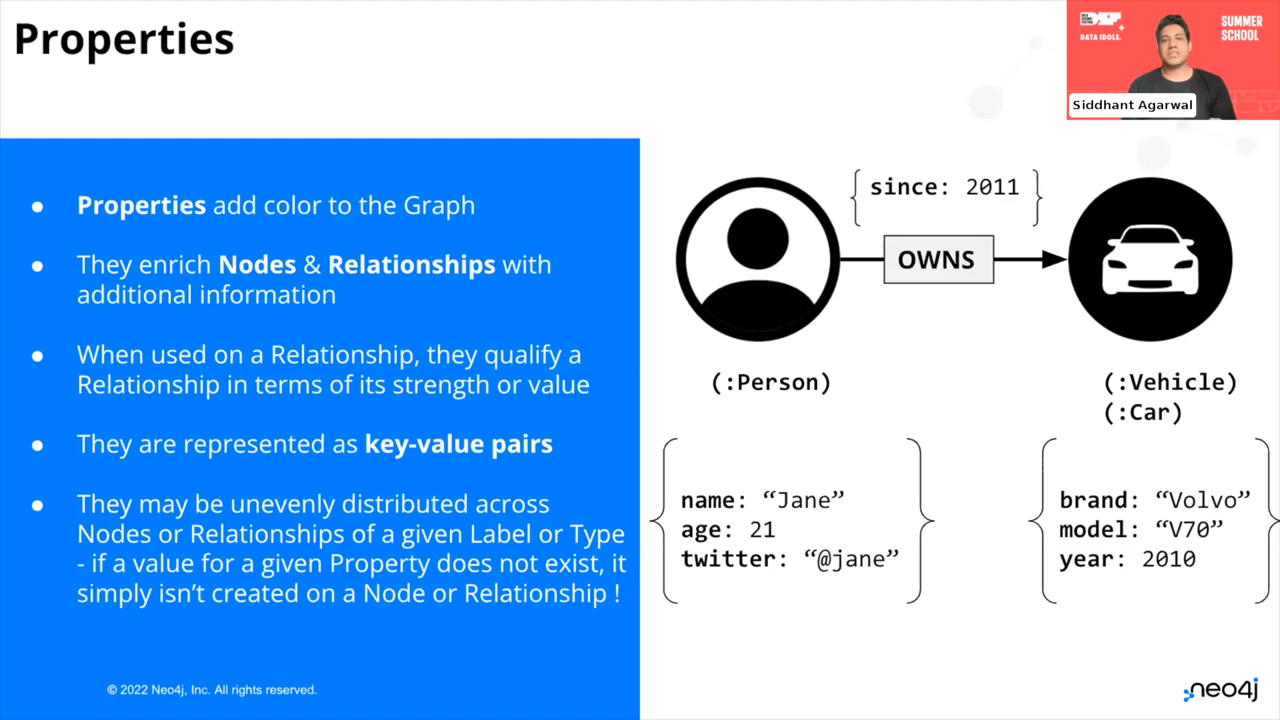 Properties
DATA IDOLS.
SUMMER
SCHOOL
Siddhant Agarwal
● Properties add color to the Graph
● They enrich Nodes & Relationships with
additional information
● When used on a Relationship, they qualify a
Relationship in terms of its strength or value
● They are represented as key-value pairs
● They may be unevenly distributed across
Nodes or Relationships of a given Label or Type
- if a value for a given Property does not exist, it
simply isn’t created on a Node or Relationship !
since: 2011
OWNS
(:Person)
(:Vehicle)
(:Car)
name: “Jane”
age: 21
twitter: “@jane”
brand: “Volvo”
model: “V70”
year: 2010
© 2022 Neo4j, Inc. All rights reserved.
neo4j